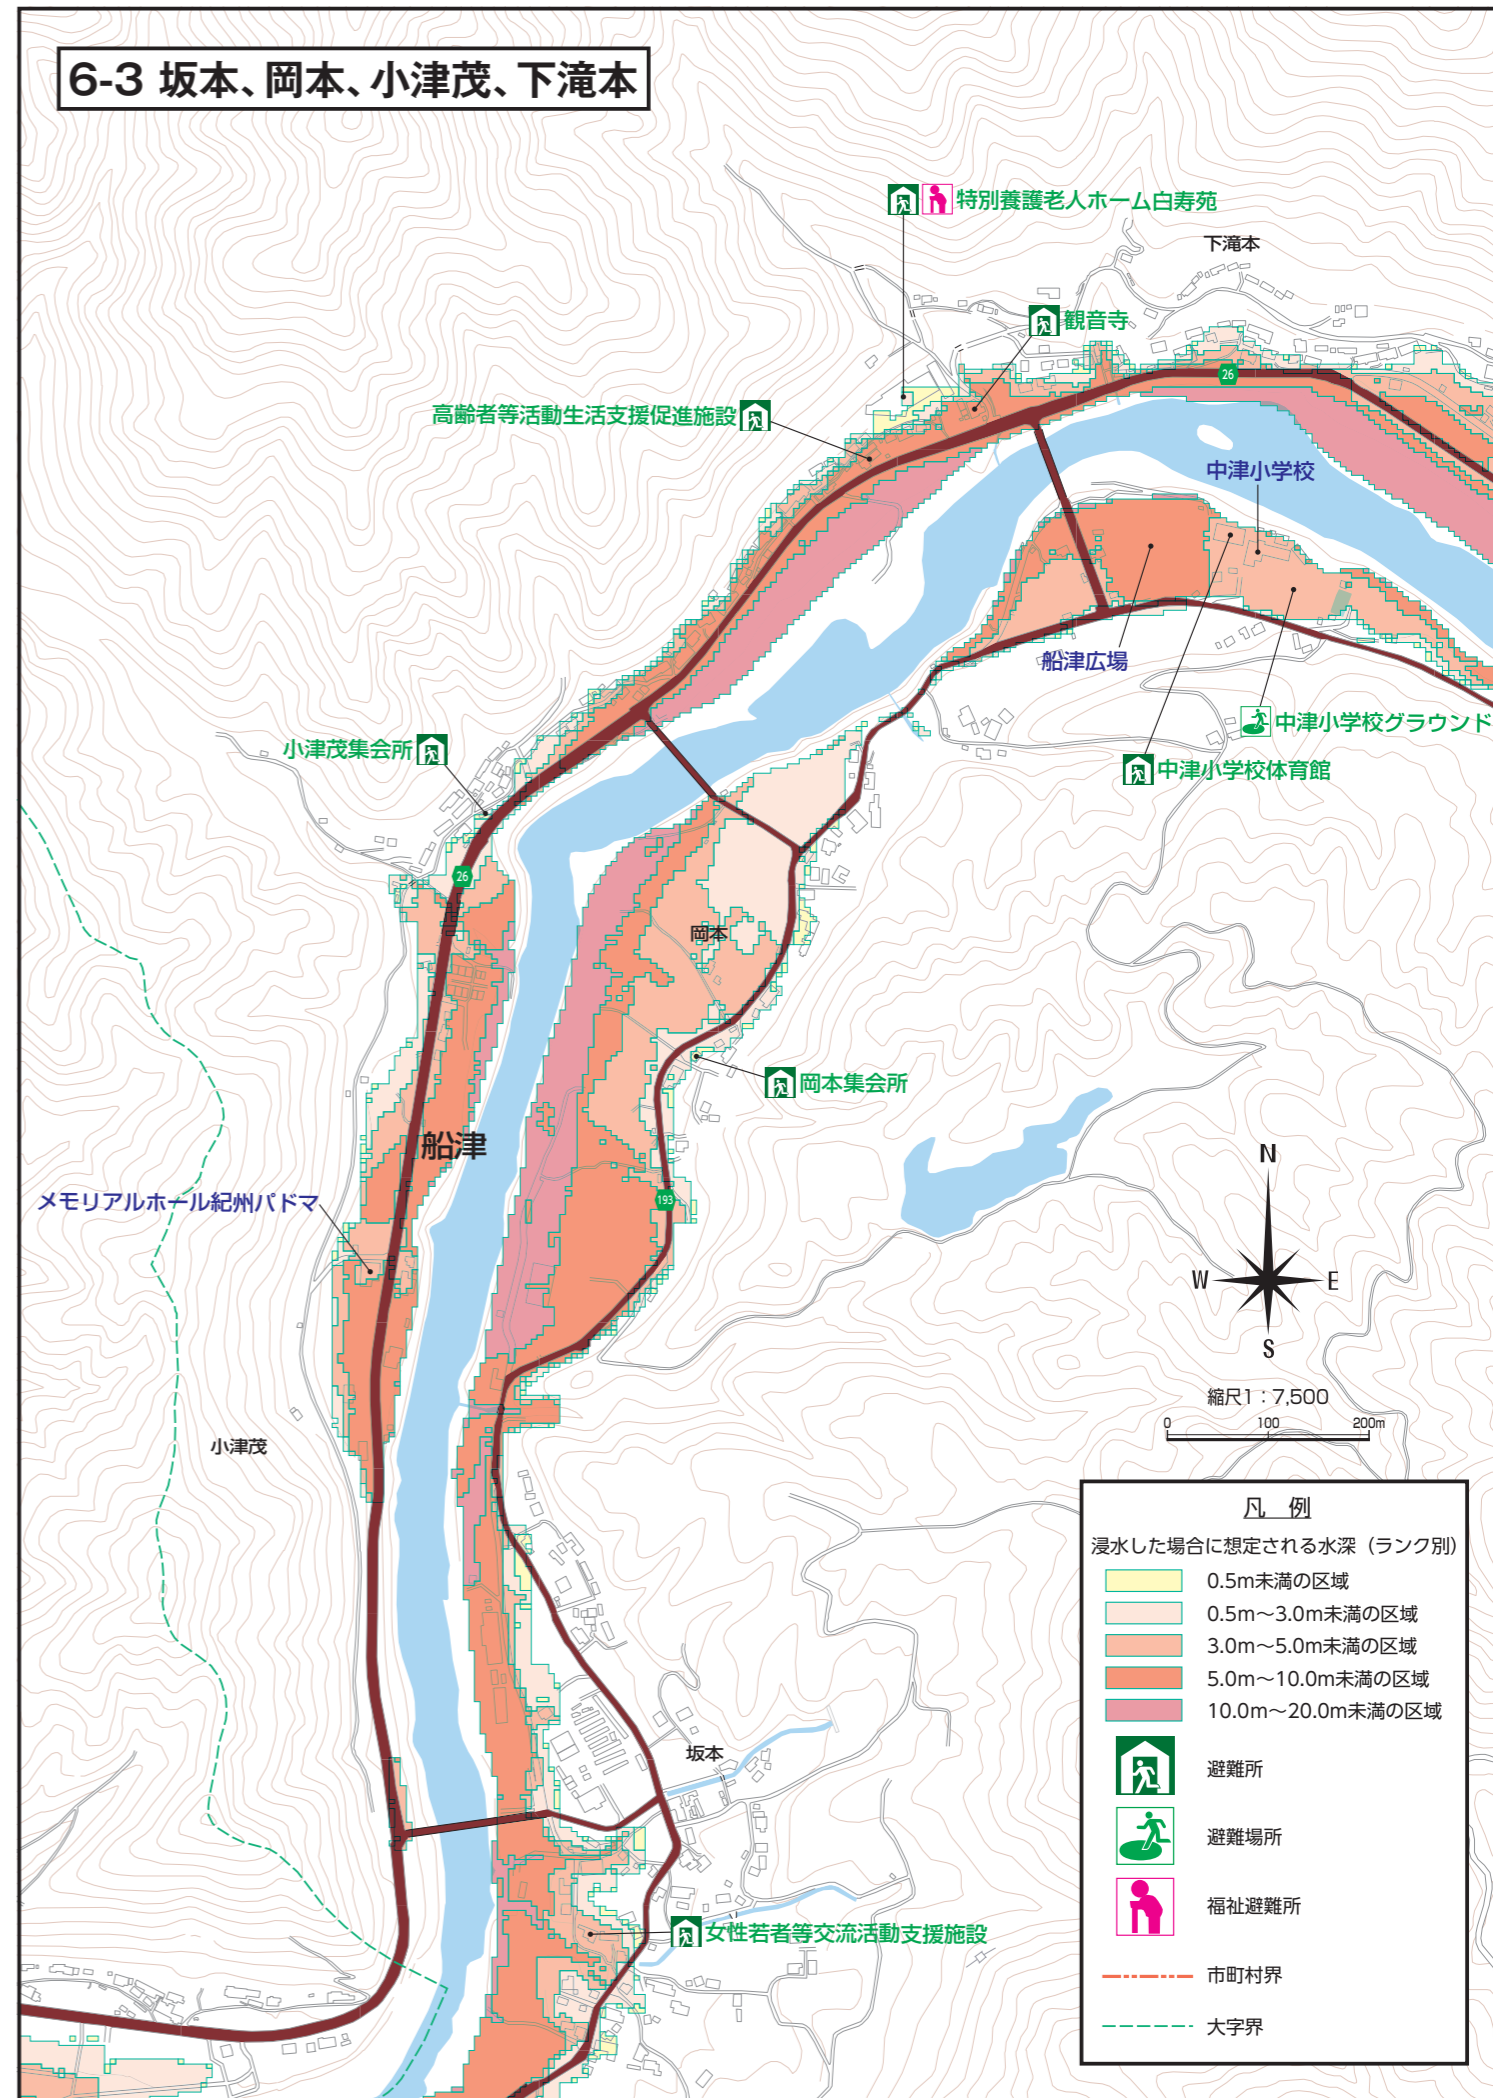 6-3 坂本、岡本、小津茂、下滝本
特別養護老人ホーム白寿苑
下滝本
観音寺
26
高齢者等活動生活支援促進施設
中津小学校
船津広場
中津小学校グラウンド
小津茂集会所
中津小学校体育館
26
岡本
岡本集会所
船津
メモリアルホール紀州パドマ
193
N
W
E
S
縮尺1：7,500
0 100 200m
小津茂
坂本
女性若者等交流活動支援施設
凡 例
浸水した場合に想定される水深（ランク別）
0.5m未満の区域
0.5m～3.0m未満の区域
3.0m～5.0m未満の区域
5.0m～10.0m未満の区域
10.0m～20.0m未満の区域
避難所
避難場所
福祉避難所
市町村界
大字界